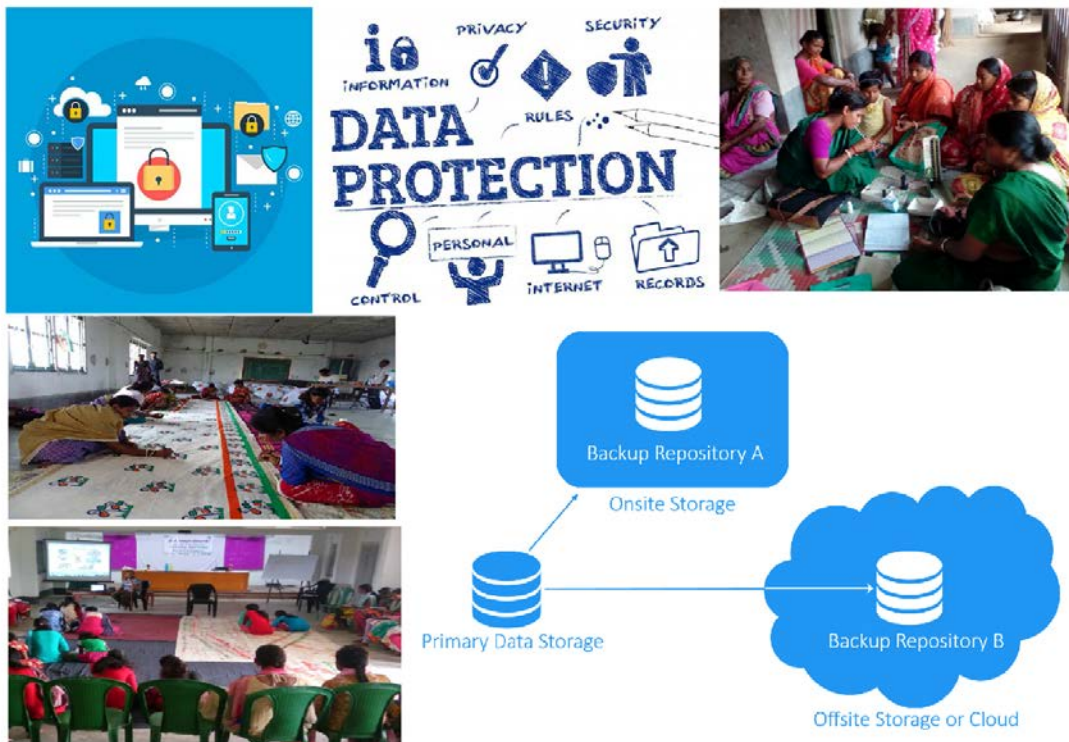 PRIVACY
SECURITY
iNFORMATION
RULES
DATA
PROTECTION
PERSONAL
CONTROL
iNTERNET
RECORDS
Backup Repository A
Onsite Storage
Primary Data Storage
Backup Repository B
Offsite Storage or Cloud